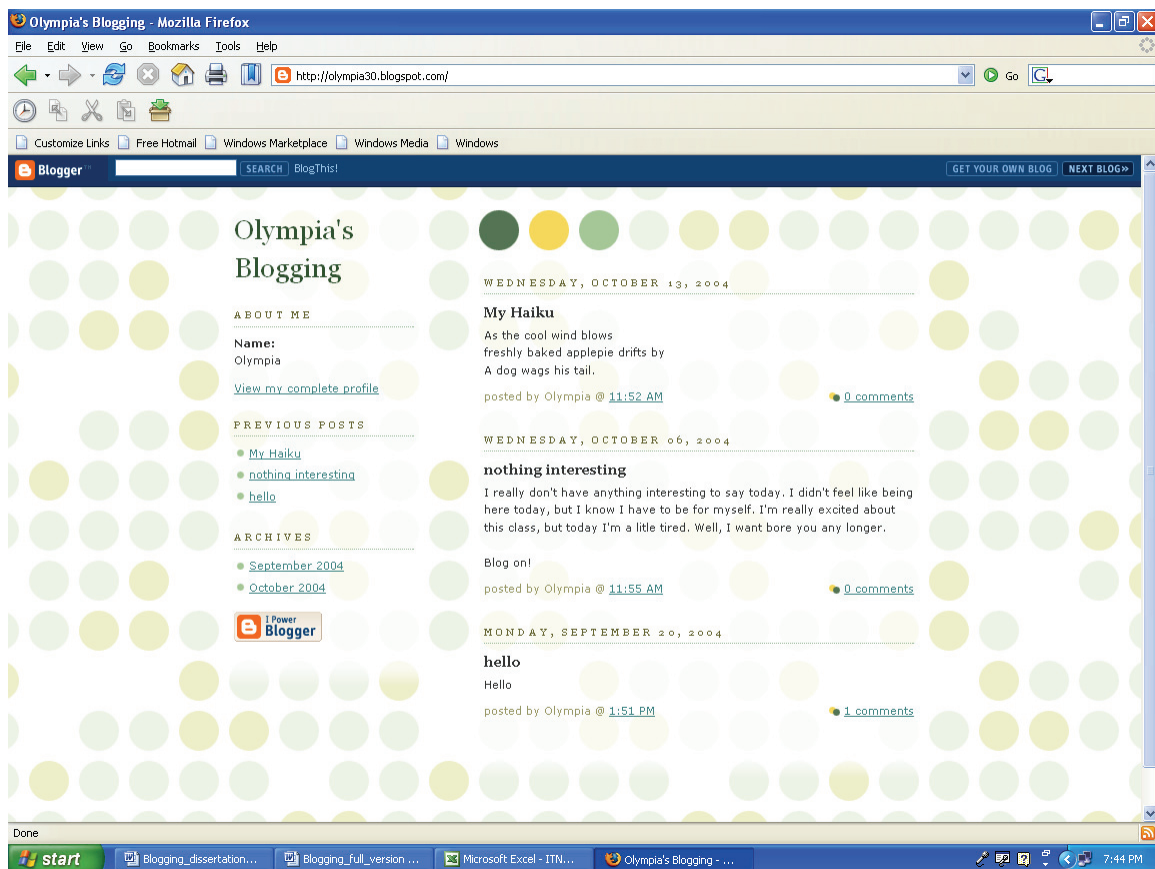 Olympia's Blogging - Mozilla Firefox
File Edit View Go Bookmarks Tools Help
http://olympia30.blogspot.com/ Go G
Customize Links Free Hotmail Windows Marketplace Windows Media Windows
Blogger™ SEARCH BlogThis! GET YOUR OWN BLOG NEXT BLOG»
Olympia's
Blogging
ABOUT ME
Name:
Olympia
View my complete profile
PREVIOUS POSTS
My Haiku
nothing interesting
hello
ARCHIVES
September 2004
October 2004
I Power
Blogger
WEDNESDAY, OCTOBER 13, 2004
My Haiku
As the cool wind blows
freshly baked applepie drifts by
A dog wags his tail.
posted by Olympia @ 11:52 AM 0 comments
WEDNESDAY, OCTOBER 06, 2004
nothing interesting
I really don't have anything interesting to say today. I didn't feel like being
here today, but I know I have to be for myself. I'm really excited about
this class, but today I'm a litle tired. Well, I want bore you any longer.
Blog on!
posted by Olympia @ 11:55 AM 0 comments
MONDAY, SEPTEMBER 20, 2004
hello
Hello
posted by Olympia @ 1:51 PM 1 comments
Done
start Blogging_dissertation... Blogging_full_version ... Microsoft Excel - ITN... Olympia's Blogging - ... 7:44 PM